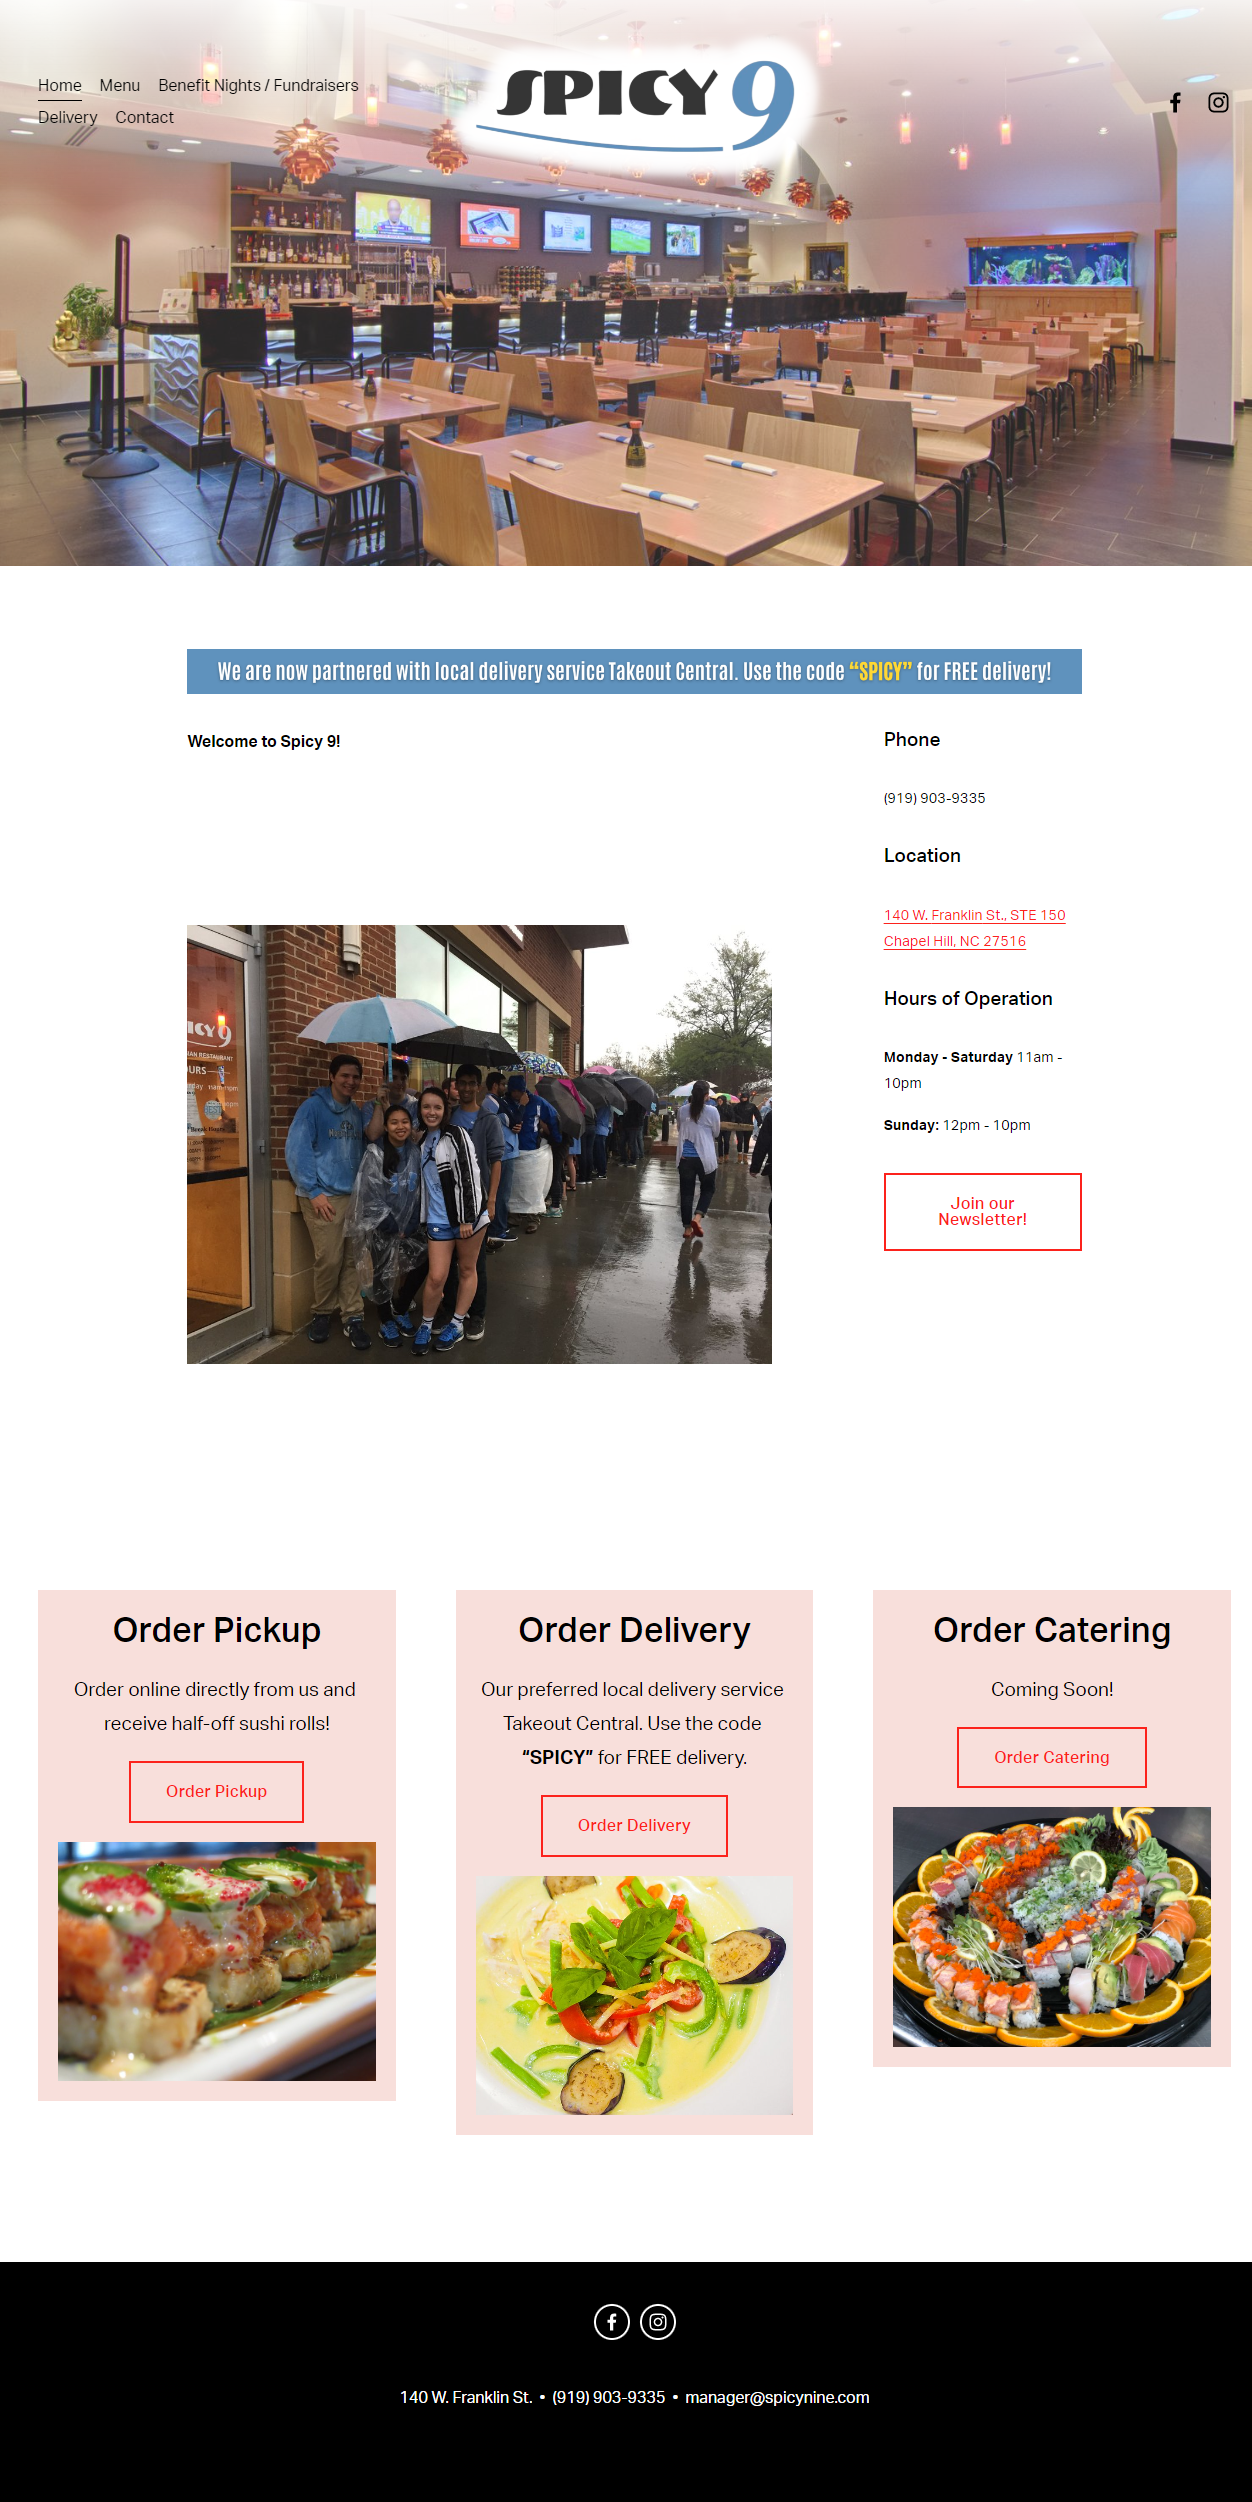 Home Menu Benefit Nights / Fundraisers
Delivery Contact
SPICY 9
We are now partnered with local delivery service Takeout Central. Use the code “SPICY” for FREE delivery!
Welcome to Spicy 9!
Phone
(919) 903-9335
Location
140 W. Franklin St., STE 150
Chapel Hill, NC 27516
Hours of Operation
Monday - Saturday 11am -
10pm
Sunday: 12pm - 10pm
Join our
Newsletter!
Order Pickup
Order online directly from us and
receive half-off sushi rolls!
Order Pickup
Order Delivery
Our preferred local delivery service
Takeout Central. Use the code
“SPICY” for FREE delivery.
Order Delivery
Order Catering
Coming Soon!
Order Catering
140 W. Franklin St. • (919) 903-9335 • manager@spicynine.com